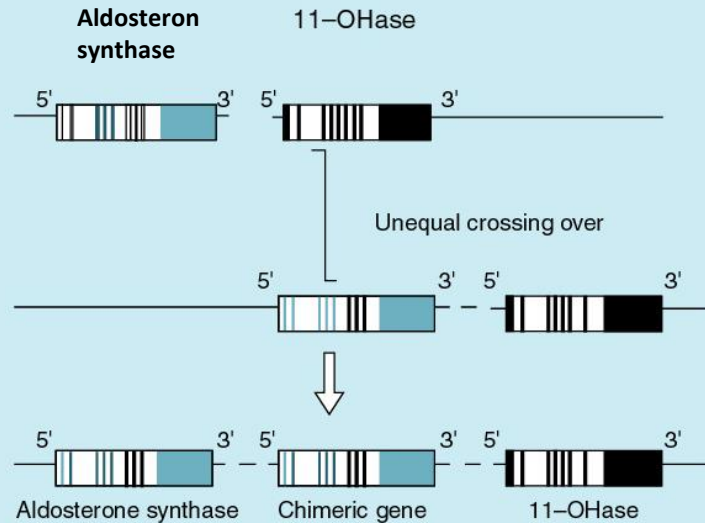 Aldosteron
synthase
11–OHase
5' 3' 5' 3'
Unequal crossing over
5' 3' 5'
5' 3' 5' 3' 5' 3'
Aldosterone synthase Chimeric gene 11–OHase